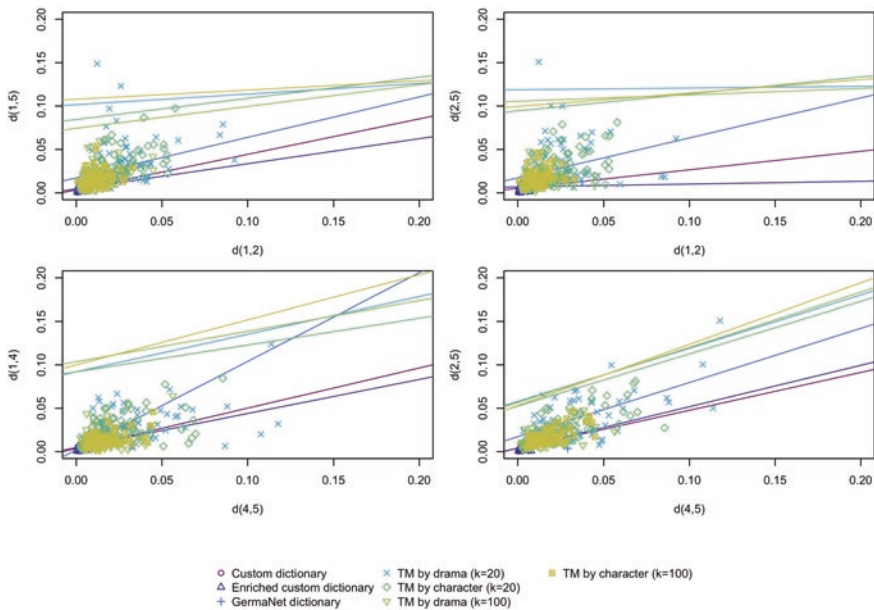 0.20 0.20
0.15 0.15
d(1,5) 0.10 d(2,5) 0.10
0.05 0.05
0.00 0.00
0.00 0.05 0.10 0.15 0.20 0.00 0.05 0.10 0.15 0.20
d(1,2) d(1,2)
0.20 0.20
0.15 0.15
d(1,4) 0.10 d(2,5) 0.10
0.05 0.05
0.00 0.00
0.00 0.05 0.10 0.15 0.20 0.00 0.05 0.10 0.15 0.20
d(4,5) d(4,5)
Custom dictionary TM by drama (k=20) TM by character (k=100)
Enriched custom dictionary TM by character (k=20)
GermaNet dictionary TM by drama (k=100)